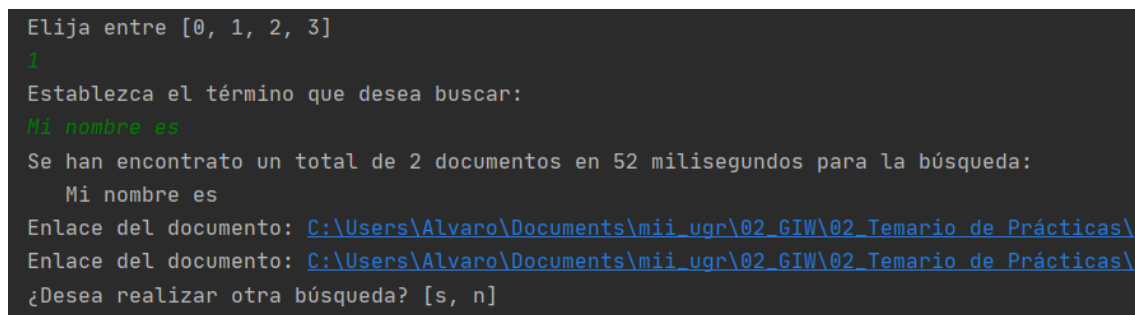 Elija entre [0, 1, 2, 3]
1
Establezca el término que desea buscar:
Mi nombre es
Se han encontrato un total de 2 documentos en 52 milisegundos para la búsqueda:
Mi nombre es
Enlace del documento: C:\Users\Alvaro\Documents\mii_ugr\02_GIW\02_Temario de Prácticas\
Enlace del documento: C:\Users\Alvaro\Documents\mii_ugr\02_GIW\02_Temario de Prácticas\
¿Desea realizar otra búsqueda? [s, n]